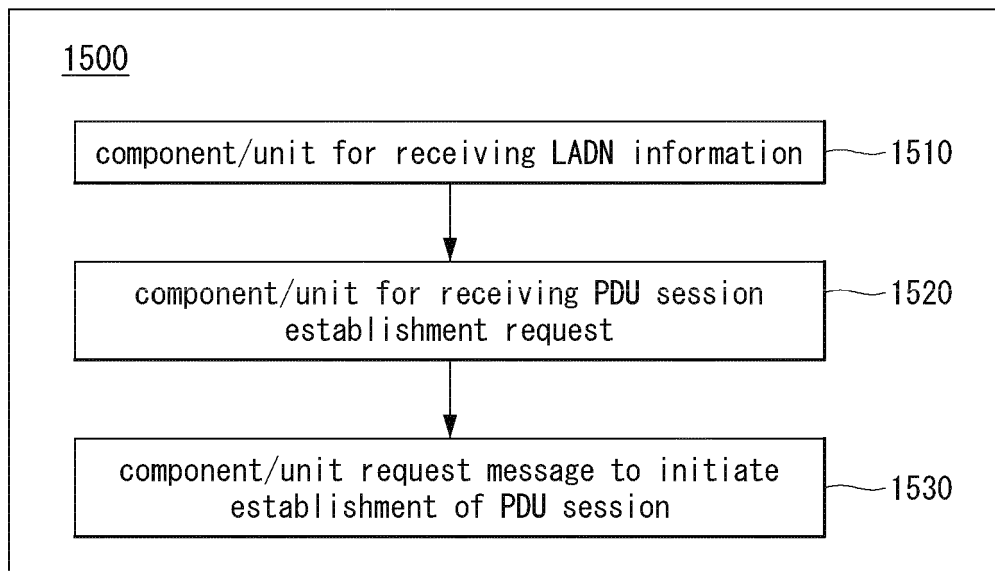 1500
component/unit for receiving LADN information
1510
component/unit for receiving PDU session
establishment request
1520
component/unit request message to initiate
establishment of PDU session
1530